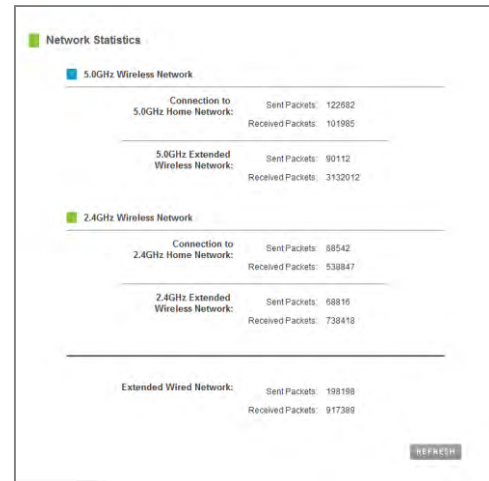 Network Statistics
5.0GHz Wireless Network
Connection to
5.0GHz Home Network:
Sent Packets: 122682
Received Packets: 101985
5.0GHz Extended
Wireless Network:
Sent Packets: 90112
Received Packets: 3132012
2.4GHz Wireless Network
Connection to
2.4GHz Home Network:
Sent Packets: 88542
Received Packets: 538847
2.4GHz Extended
Wireless Network:
Sent Packets: 68816
Received Packets: 738418
Extended Wired Network:
Sent Packets: 198198
Received Packets: 917389
REFRESH